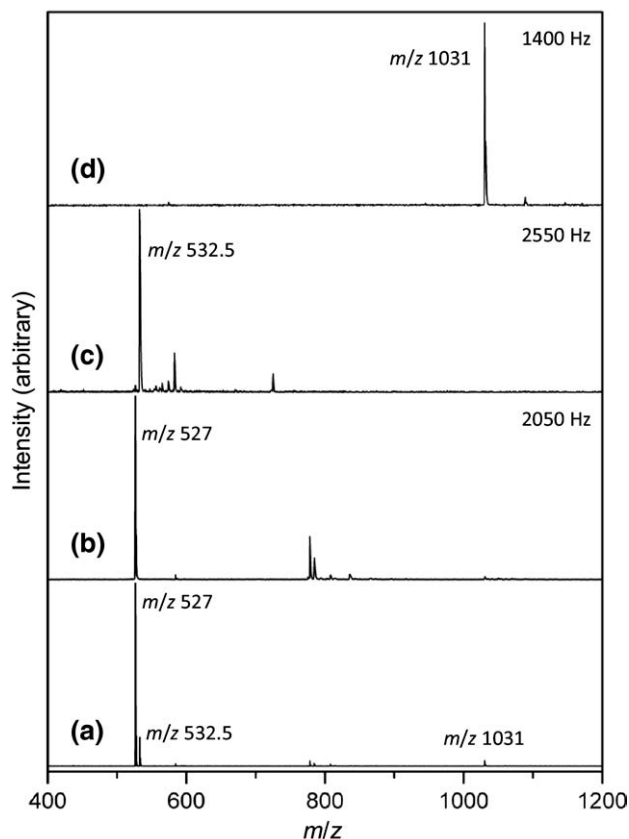 1400 Hz
m/z 1031
(d)
2550 Hz
m/z 532.5
(c)
2050 Hz
m/z 527
(b)
m/z 527
(a)
m/z 532.5
m/z 1031
Intensity (arbitrary)
400 600 800 1000 1200
m/z